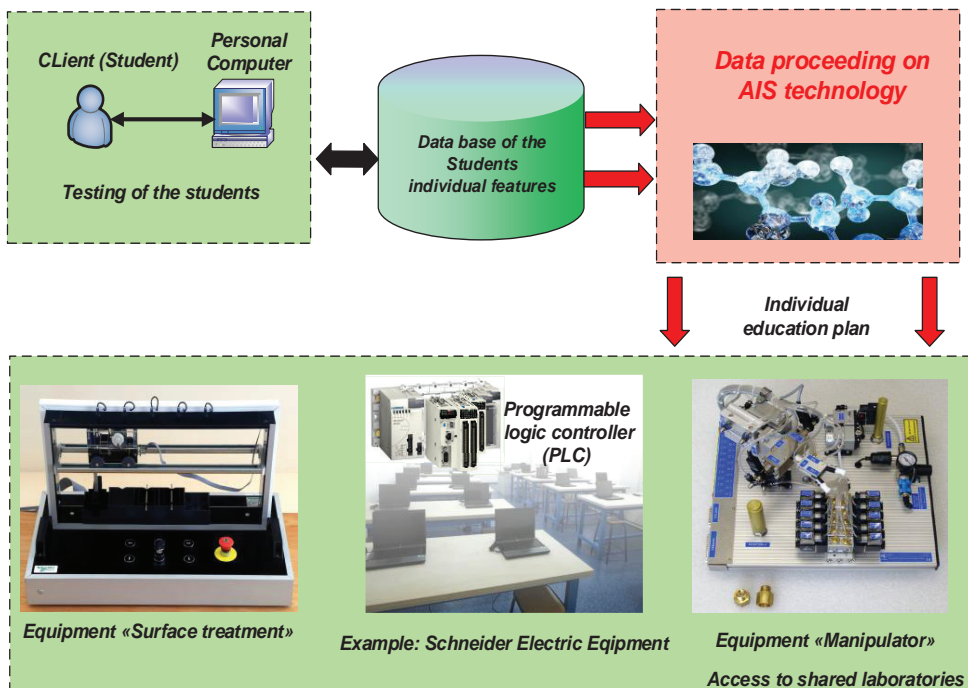 CLient (Student)
Personal
Computer
Testing of the students
Data base of the
Students
individual features
Data proceeding on
AIS technology
Individual
education plan
Programmable
logic controller
(PLC)
Equipment «Surface treatment»
Example: Schneider Electric Eqipment
Equipment «Manipulator»
Access to shared laboratories